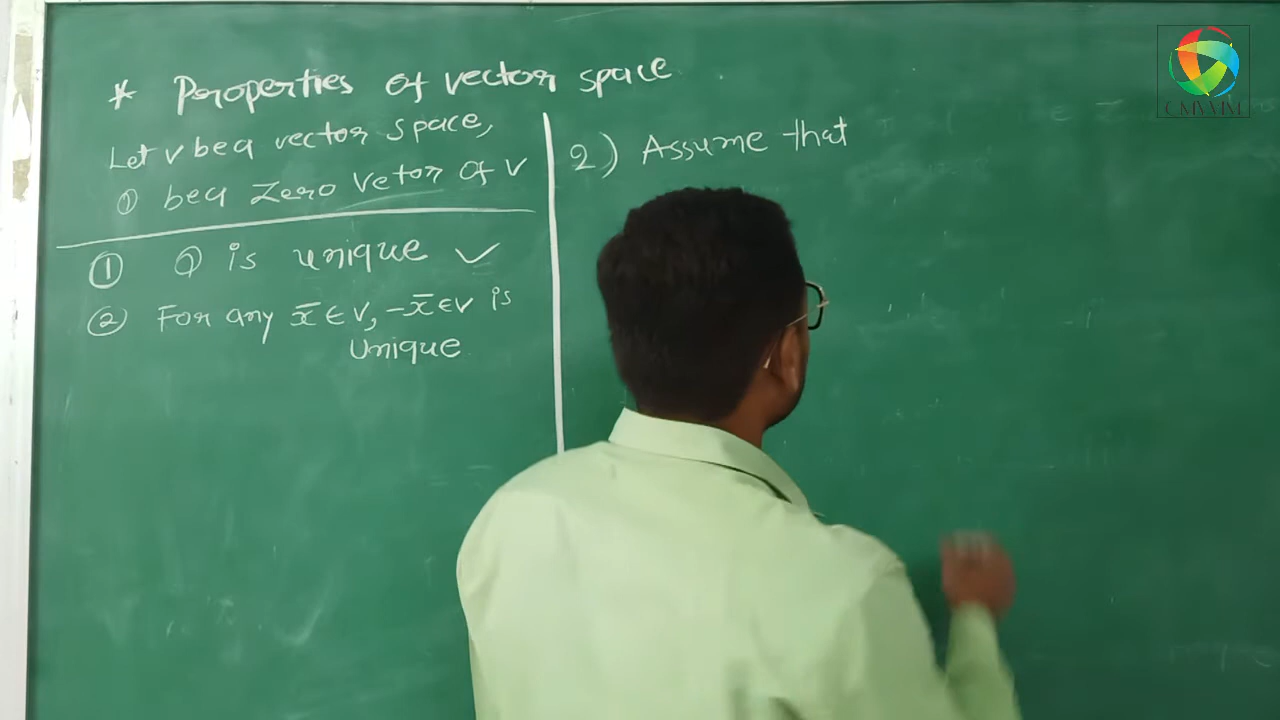 * Properties of vector space
Let V be a vector space,
① be a Zero Vetor of V
① 0 is unique ✓
② For any x̄ ∈ V, -x̄ ∈ V is
Unique
2) Assume that
CMVVM